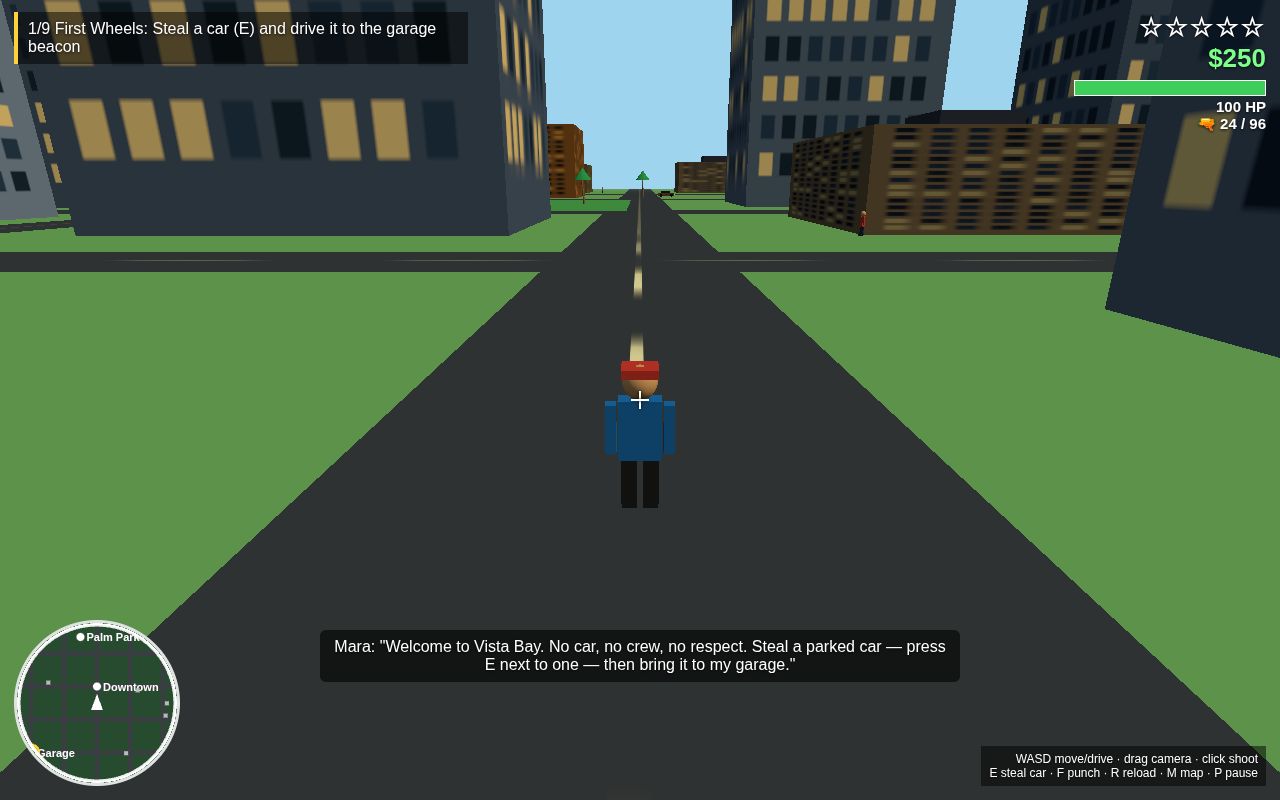 1/9 First Wheels: Steal a car (E) and drive it to the garage
beacon
$250
100 HP
24 / 96
Mara: "Welcome to Vista Bay. No car, no crew, no respect. Steal a parked car — press
E next to one — then bring it to my garage."
Palm Park
Downtown
Garage
WASD move/drive · drag camera · click shoot
E steal car · F punch · R reload · M map · P pause